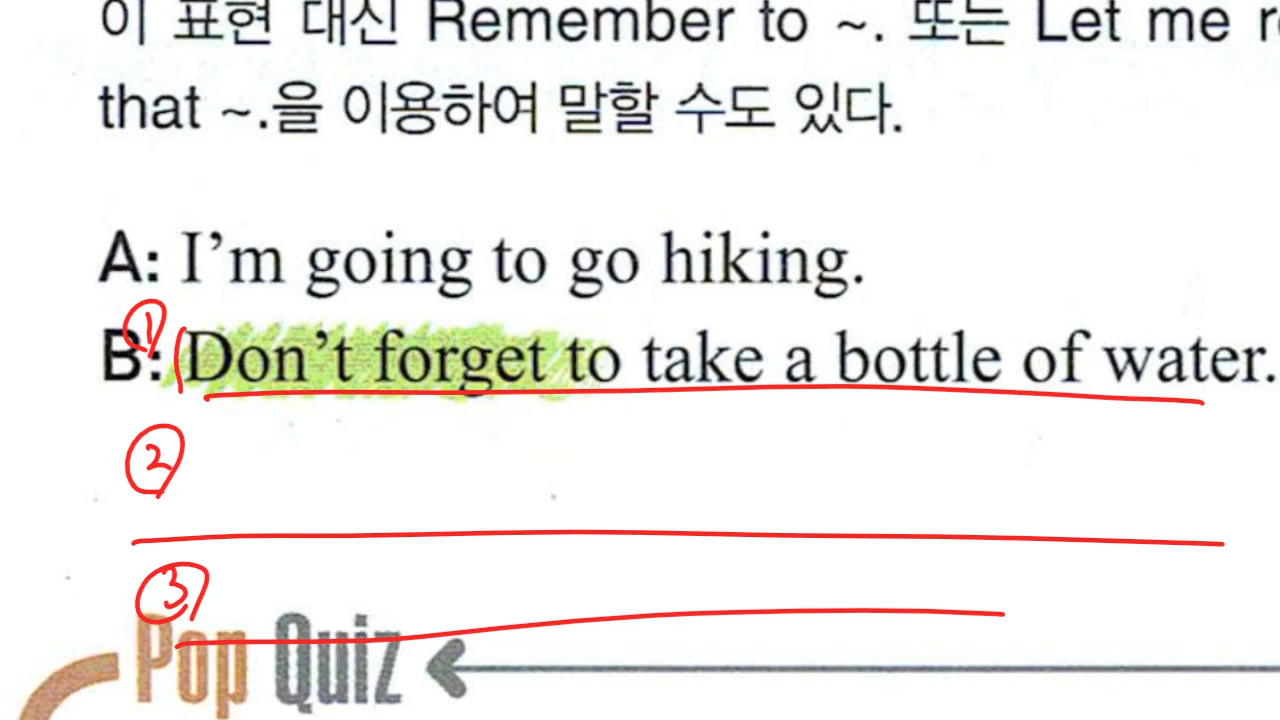 이 표현 대신 Remember to ~. 또는 Let me
that ~.을 이용하여 말할 수도 있다.
A: I'm going to go hiking.
①
B: Don't forget to take a bottle of water.
②
③
Pop Quiz